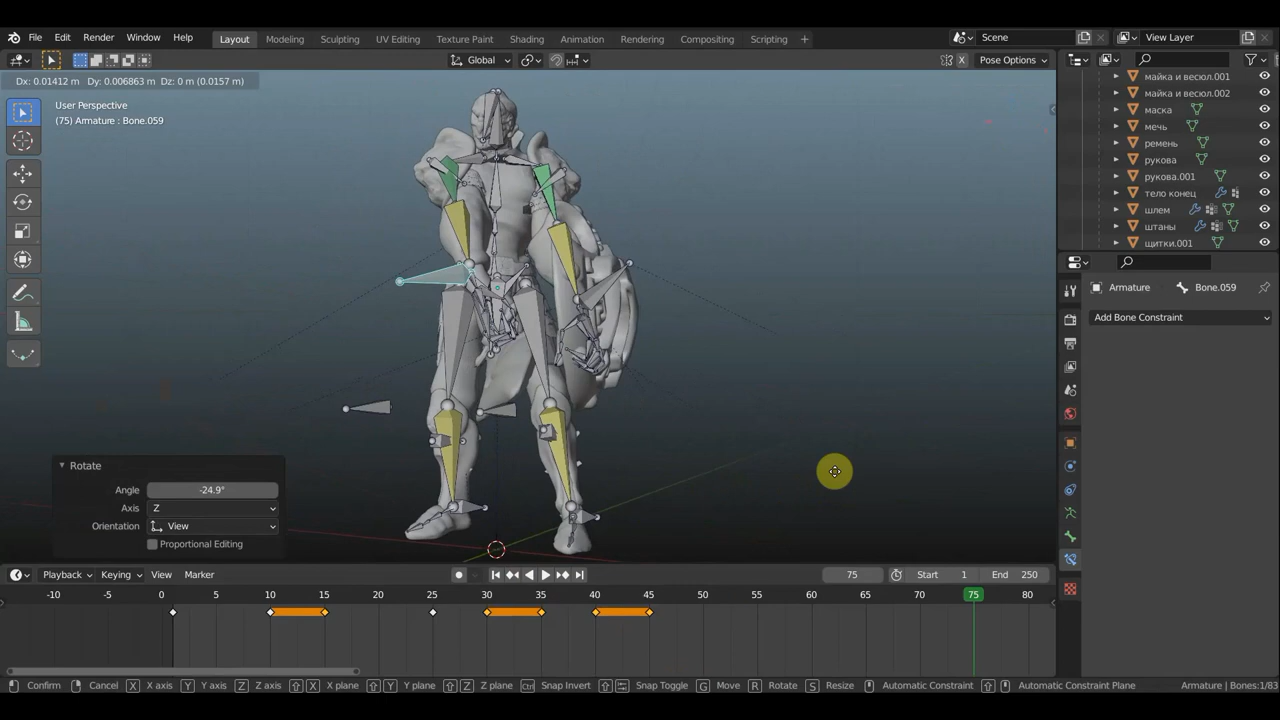 File Edit Render Window Help Layout Modeling Sculpting UV Editing Texture Paint Shading Animation Rendering Compositing Scripting + Scene View Layer
Global X Pose Options
Dx: 0.01412 m Dy: 0.006863 m Dz: 0 m (0.0157 m)
User Perspective
(75) Armature : Bone.059
майка и весюл.001
майка и весюл.002
маска
мечь
ремень
рукова
рукова.001
тело конец
шлем
штаны
щитки.001
Armature Bone.059
Add Bone Constraint
Rotate
Angle -24.9°
Axis Z
Orientation View
Proportional Editing
Playback Keying View Marker 75 Start 1 End 250
-10 -5 0 5 10 15 20 25 30 35 40 45 50 55 60 65 70 75 80
Confirm Cancel X X axis Y Y axis Z Z axis X X plane Y Y plane Z Z plane Ctrl Snap Invert Snap Toggle G Move R Rotate S Resize Automatic Constraint Automatic Constraint Plane Armature | Bones:1/83